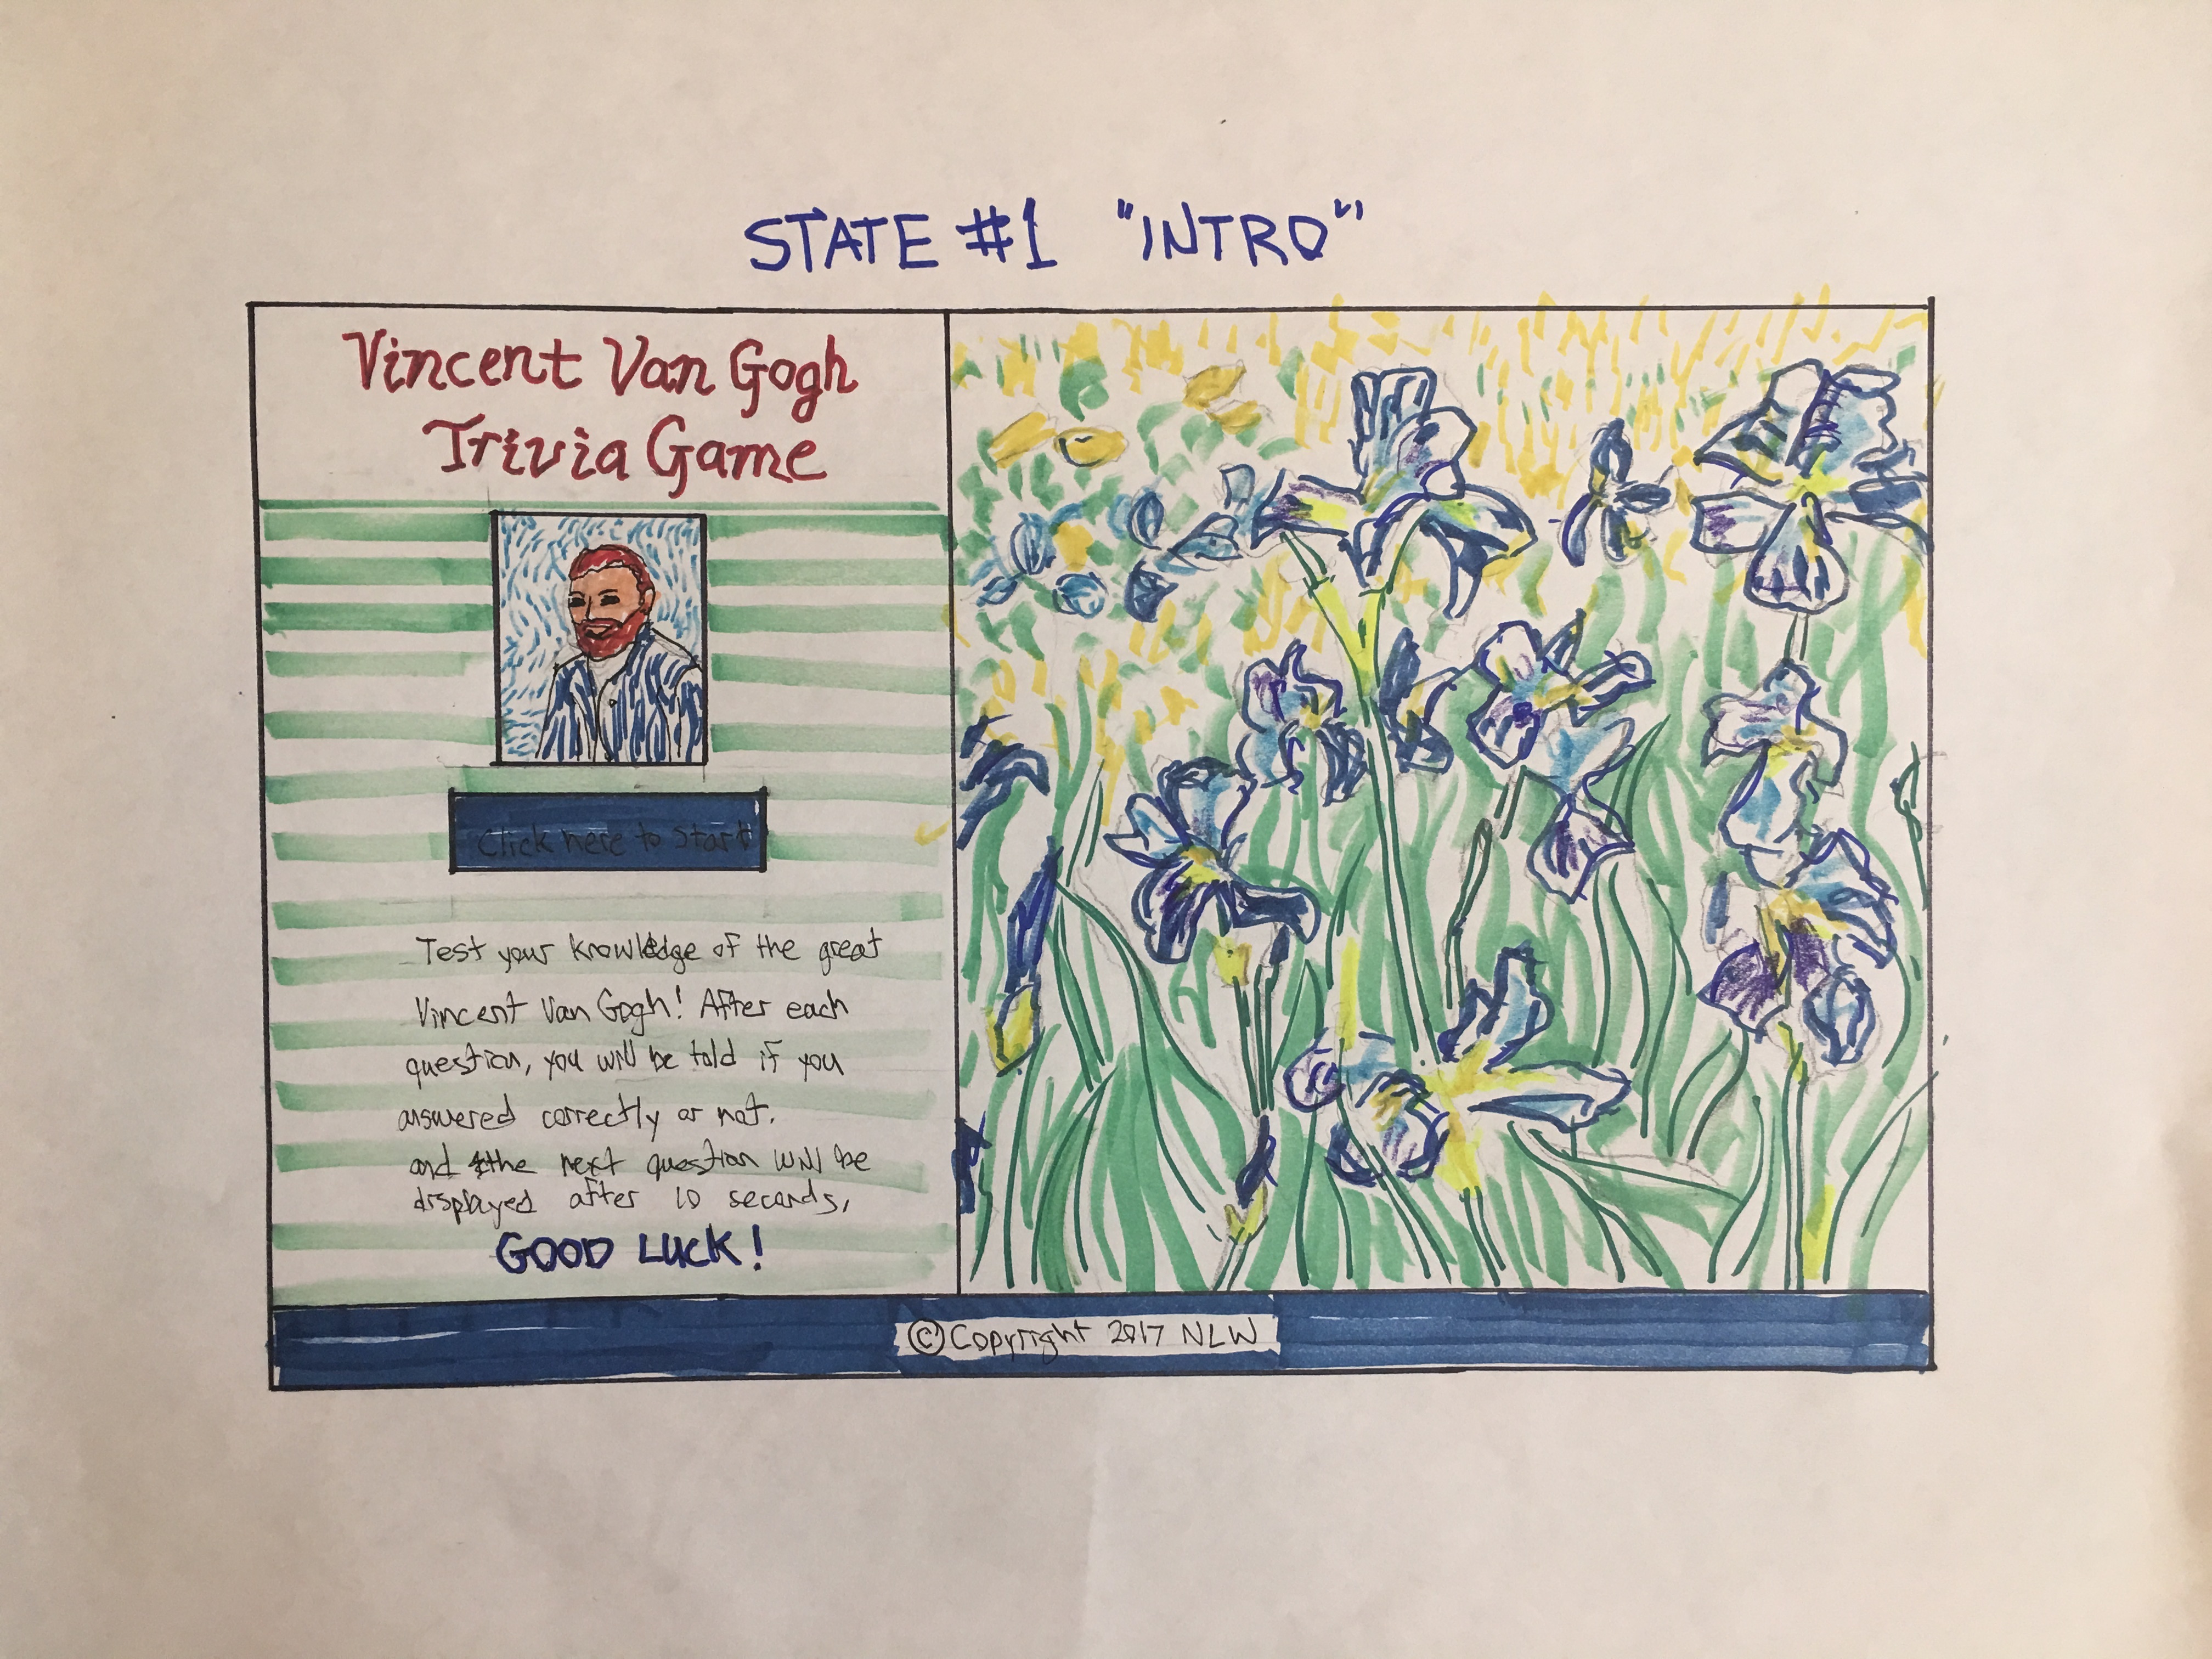 STATE #1 "INTRO"
Vincent Van Gogh
Trivia Game
Click here to Start
Test your knowledge of the great
Vincent Van Gogh! After each
question, you will be told if you
answered correctly or not.
and the next question will be
displayed after 10 seconds.
GOOD LUCK!
©Copyright 2017 NLW